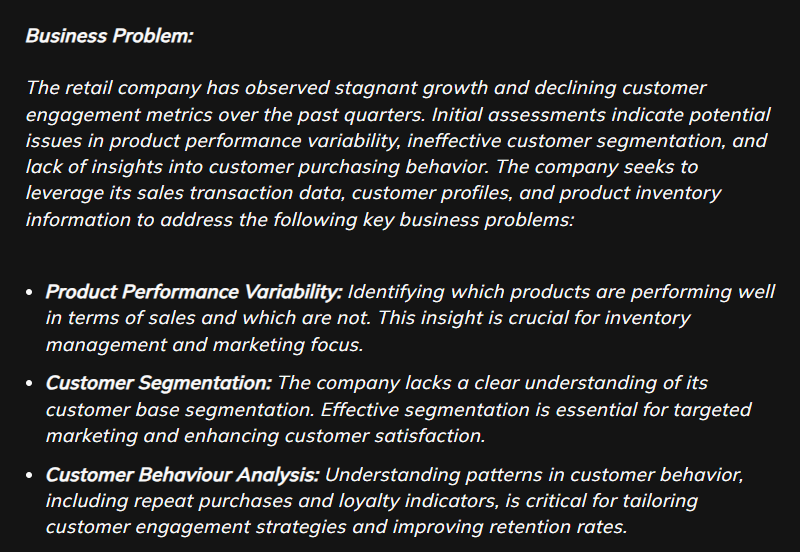 Business Problem:
The retail company has observed stagnant growth and declining customer
engagement metrics over the past quarters. Initial assessments indicate potential
issues in product performance variability, ineffective customer segmentation, and
lack of insights into customer purchasing behavior. The company seeks to
leverage its sales transaction data, customer profiles, and product inventory
information to address the following key business problems:
• Product Performance Variability: Identifying which products are performing well
in terms of sales and which are not. This insight is crucial for inventory
management and marketing focus.
• Customer Segmentation: The company lacks a clear understanding of its
customer base segmentation. Effective segmentation is essential for targeted
marketing and enhancing customer satisfaction.
• Customer Behaviour Analysis: Understanding patterns in customer behavior,
including repeat purchases and loyalty indicators, is critical for tailoring
customer engagement strategies and improving retention rates.